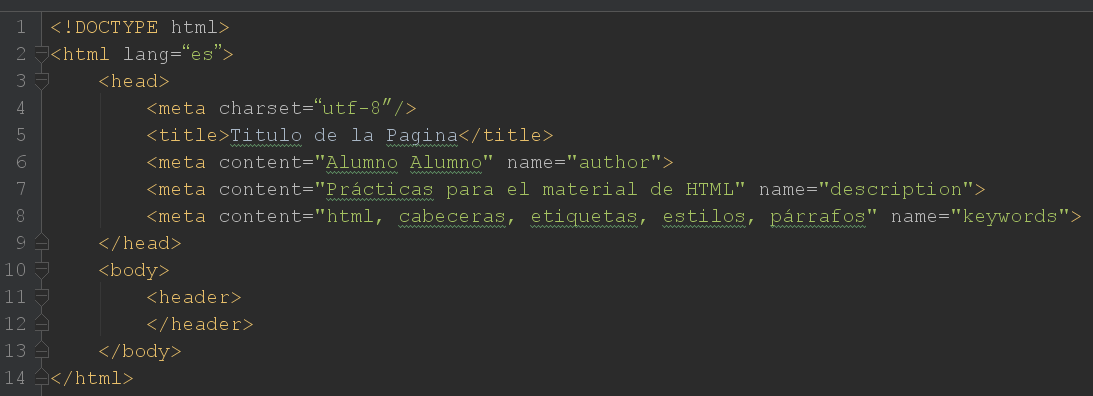 1 <!DOCTYPE html>
2 <html lang=“es”>
3 <head>
4 <meta charset=“utf-8″/>
5 <title>Titulo de la Pagina</title>
6 <meta content="Alumno Alumno" name="author">
7 <meta content="Prácticas para el material de HTML" name="description">
8 <meta content="html, cabeceras, etiquetas, estilos, párrafos" name="keywords">
9 </head>
10 <body>
11 <header>
12 </header>
13 </body>
14 </html>